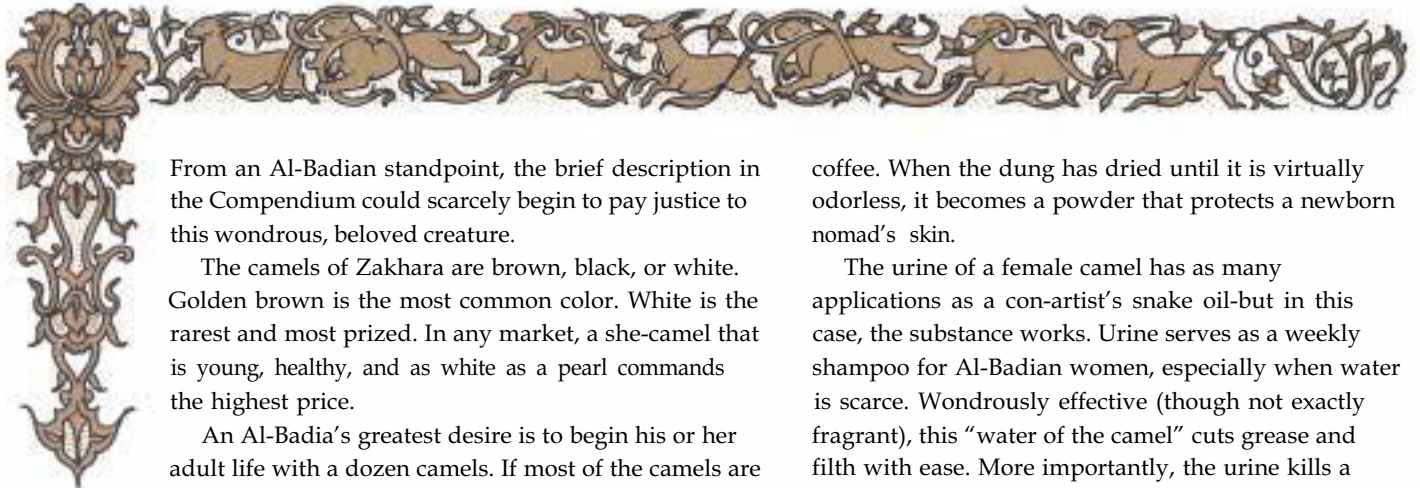 From an Al-Badian standpoint, the brief description in
the Compendium could scarcely begin to pay justice to
this wondrous, beloved creature.
The camels of Zakhara are brown, black, or white.
Golden brown is the most common color. White is the
rarest and most prized. In any market, a she-camel that
is young, healthy, and as white as a pearl commands
the highest price.
An Al-Badia's greatest desire is to begin his or her
adult life with a dozen camels. If most of the camels are
coffee. When the dung has dried until it is virtually
odorless, it becomes a powder that protects a newborn
nomad's skin.
The urine of a female camel has as many
applications as a con-artist's snake oil-but in this
case, the substance works. Urine serves as a weekly
shampoo for Al-Badian women, especially when water
is scarce. Wondrously effective (though not exactly
fragrant), this “water of the camel” cuts grease and
filth with ease. More importantly, the urine kills a